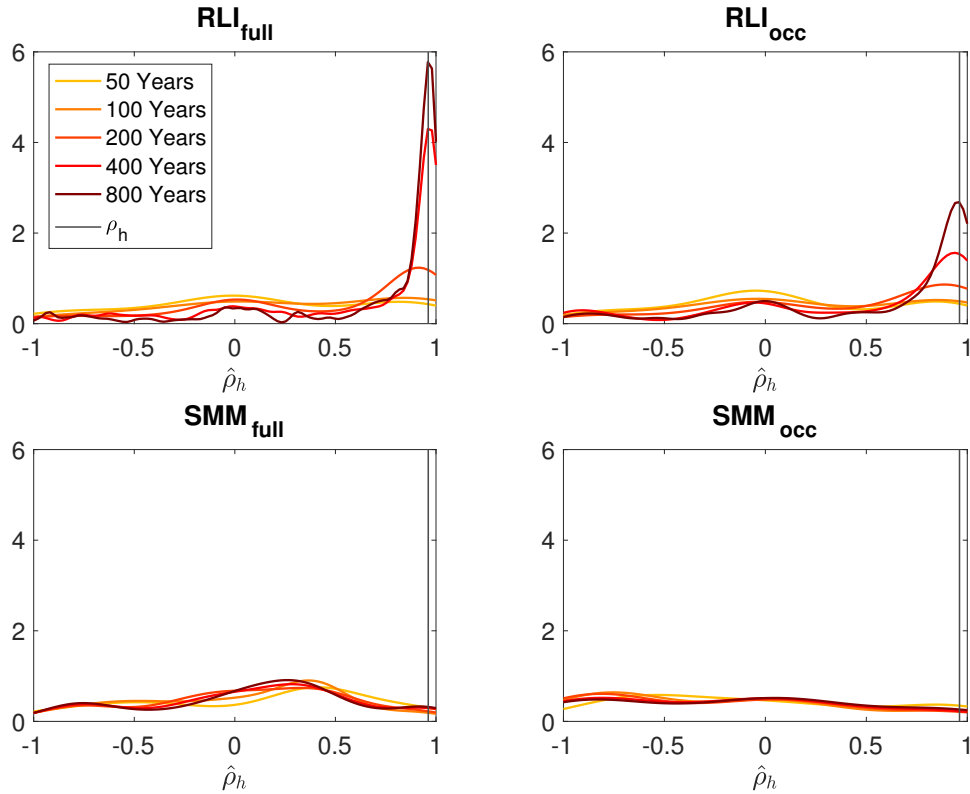 RLI_full
6
4
2
0
50 Years
100 Years
200 Years
400 Years
800 Years
ρ_h
-1 -0.5 0 0.5 1
ρ̂_h
RLI_occ
6
4
2
0
-1 -0.5 0 0.5 1
ρ̂_h
SMM_full
6
4
2
0
-1 -0.5 0 0.5 1
ρ̂_h
SMM_occ
6
4
2
0
-1 -0.5 0 0.5 1
ρ̂_h